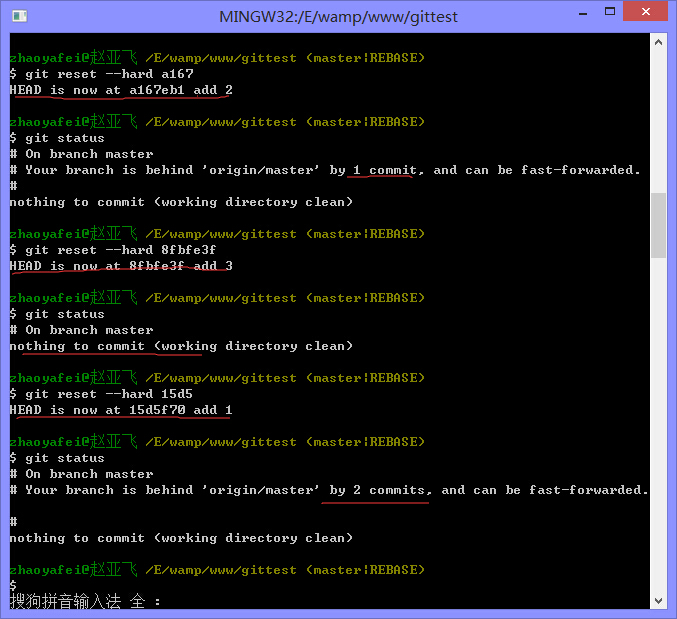 MINGW32:/E/wamp/www/gittest
zhaoyafei@赵亚飞 /E/wamp/www/gittest (master|REBASE)
$ git reset --hard a167
HEAD is now at a167eb1 add 2
zhaoyafei@赵亚飞 /E/wamp/www/gittest (master|REBASE)
$ git status
# On branch master
# Your branch is behind 'origin/master' by 1 commit, and can be fast-forwarded.
#
nothing to commit (working directory clean)
zhaoyafei@赵亚飞 /E/wamp/www/gittest (master|REBASE)
$ git reset --hard 8fbfe3f
HEAD is now at 8fbfe3f add 3
zhaoyafei@赵亚飞 /E/wamp/www/gittest (master|REBASE)
$ git status
# On branch master
nothing to commit (working directory clean)
zhaoyafei@赵亚飞 /E/wamp/www/gittest (master|REBASE)
$ git reset --hard 15d5
HEAD is now at 15d5f70 add 1
zhaoyafei@赵亚飞 /E/wamp/www/gittest (master|REBASE)
$ git status
# On branch master
# Your branch is behind 'origin/master' by 2 commits, and can be fast-forwarded.
#
nothing to commit (working directory clean)
zhaoyafei@赵亚飞 /E/wamp/www/gittest (master|REBASE)
$
搜狗拼音输入法 全 :